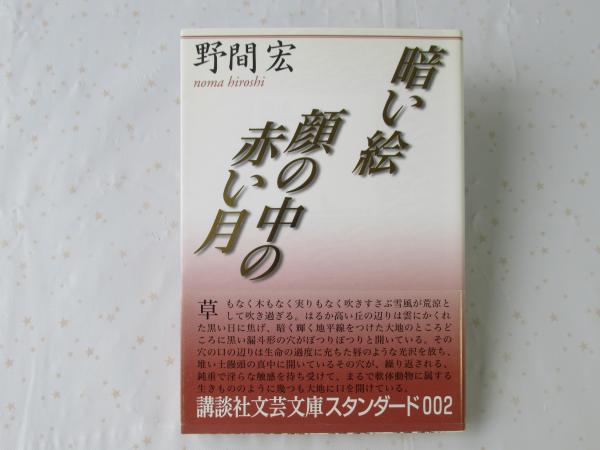 野間 宏
noma hiroshi
暗い絵
顔の中の
赤い月
草もなく木もなく実りもなく吹きすさぶ雪風が荒涼と
して吹き過ぎる。はるか高い丘の辺りは雲にかくれ
た黒い日に焦げ、暗く輝く地平線をつけた大地のところど
ころに黒い漏斗形の穴がぽつりぽつりと開いている。その
穴の口の辺りは生命の過度に充ちた唇のような光沢を放ち、
堆い土饅頭の真中に開いているその穴が、繰り返される、
鈍重で淫らな触感を待ち受けて、まるで軟体動物に属する
生きもののように幾つも大地に口を開けている。
講談社文芸文庫スタンダード002